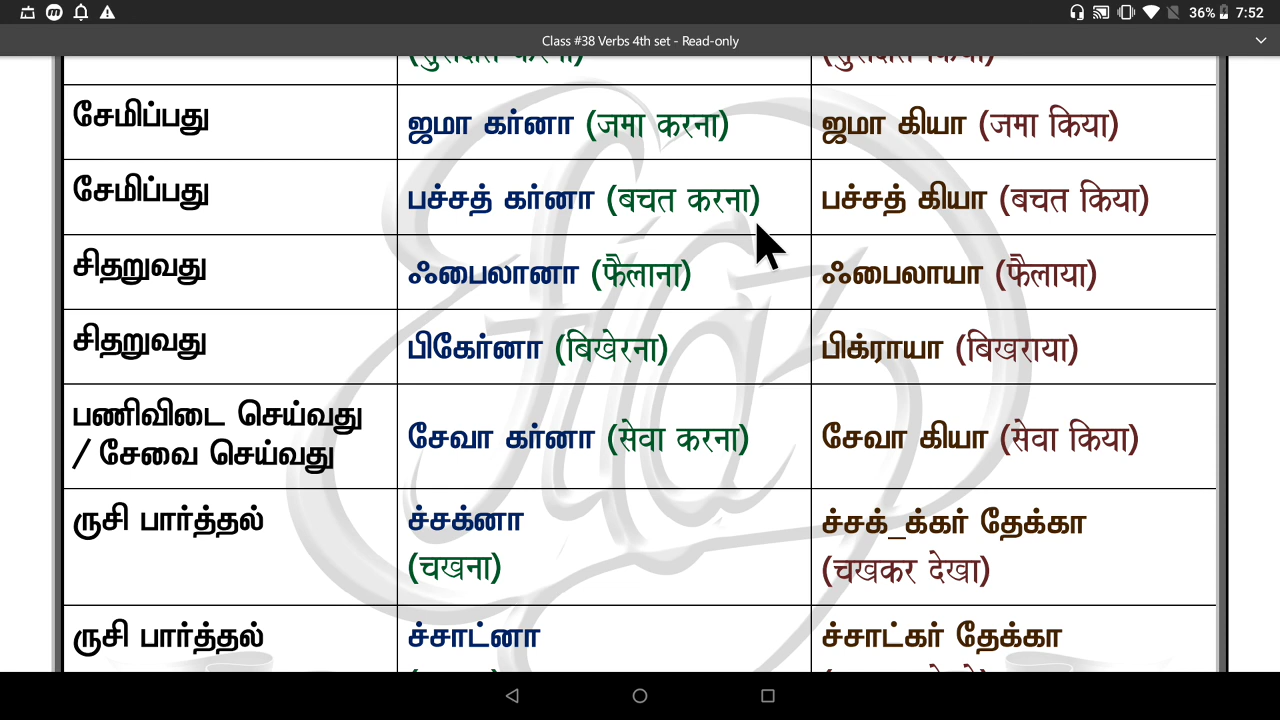 36% 7:52
Class #38 Verbs 4th set - Read-only
சேமிப்பது ஜமா கர்னா (जमा करना) ஜமா கியா (जमा किया)
சேமிப்பது பச்சத் கர்னா (बचत करना) பச்சத் கியா (बचत किया)
சிதறுவது ஃபைலானா (फैलाना) ஃபைலாயா (फैलाया)
சிதறுவது பிகேர்னா (बिखेरना) பிக்ராயா (बिखराया)
பணிவிடை செய்வது
/ சேவை செய்வது சேவா கர்னா (सेवा करना) சேவா கியா (सेवा किया)
ருசி பார்த்தல் ச்சக்னா ச்சக்_க்கர் தேக்கா
(चखना) (चखकर देखा)
ருசி பார்த்தல் ச்சாட்னா ச்சாட்கர் தேக்கா